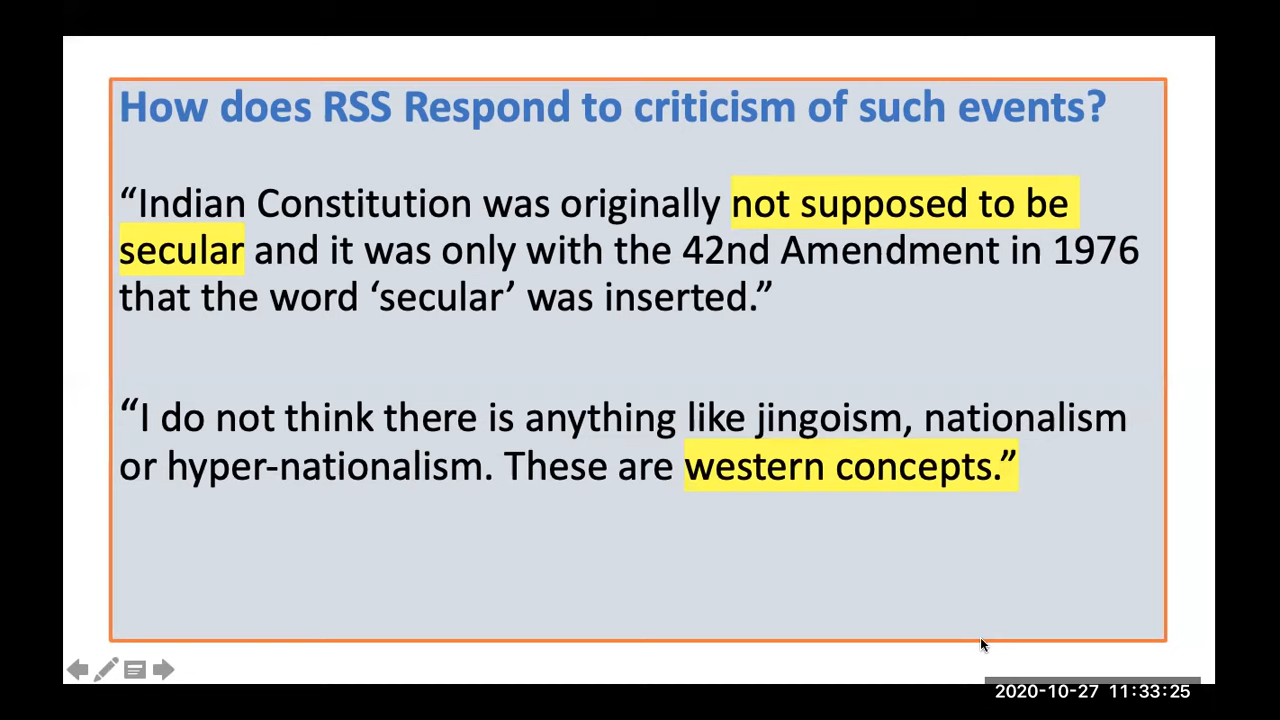 How does RSS Respond to criticism of such events?
“Indian Constitution was originally not supposed to be
secular and it was only with the 42nd Amendment in 1976
that the word ‘secular’ was inserted.”
“I do not think there is anything like jingoism, nationalism
or hyper-nationalism. These are western concepts.”
2020-10-27 11:33:25